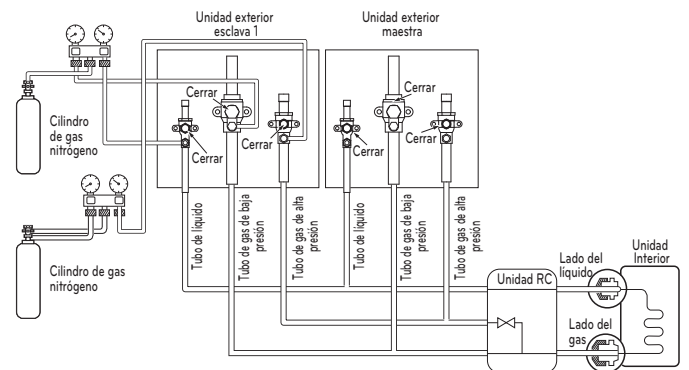 Unidad exterior
esclava 1
Unidad exterior
maestra
Cerrar
Cerrar
Cerrar
Cerrar
Cerrar
Cerrar
Cilindro
de gas
nitrógeno
Cilindro de gas
nitrógeno
Tubo de líquido
Tubo de gas de baja
presión
Tubo de gas de alta
presión
Tubo de líquido
Tubo de gas de baja
presión
Tubo de gas de alta
presión
Unidad RC
Lado del
líquido
Lado del
gas
Unidad
Interior